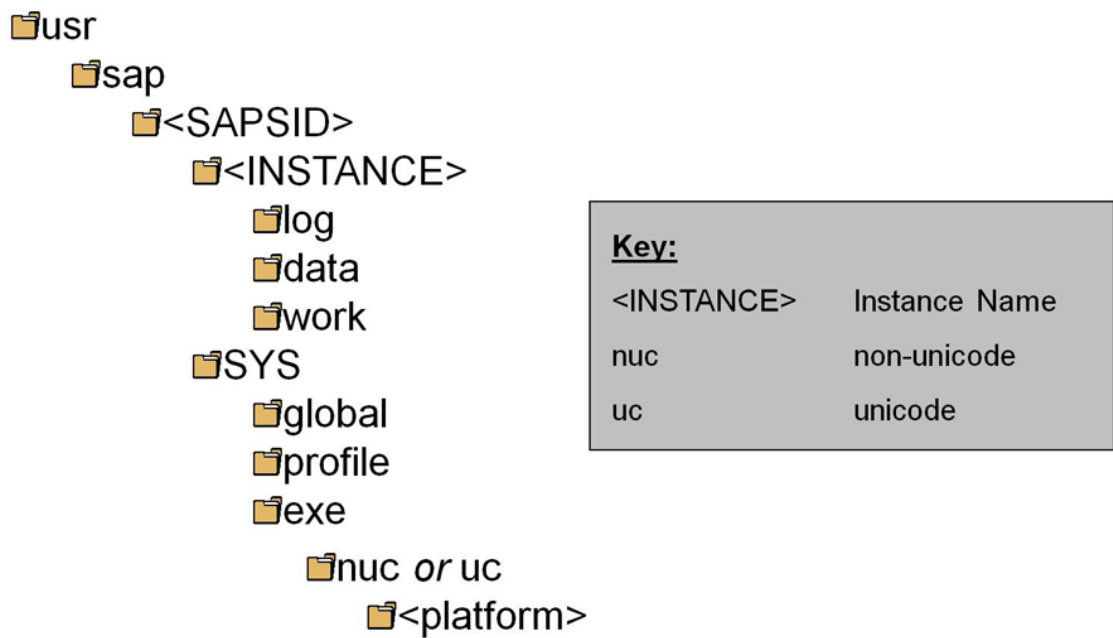 usr
sap
<SAPSID>
<INSTANCE>
log
data
work
SYS
global
profile
exe
nuc or uc
<platform>
Key:
<INSTANCE> Instance Name
nuc non-unicode
uc unicode